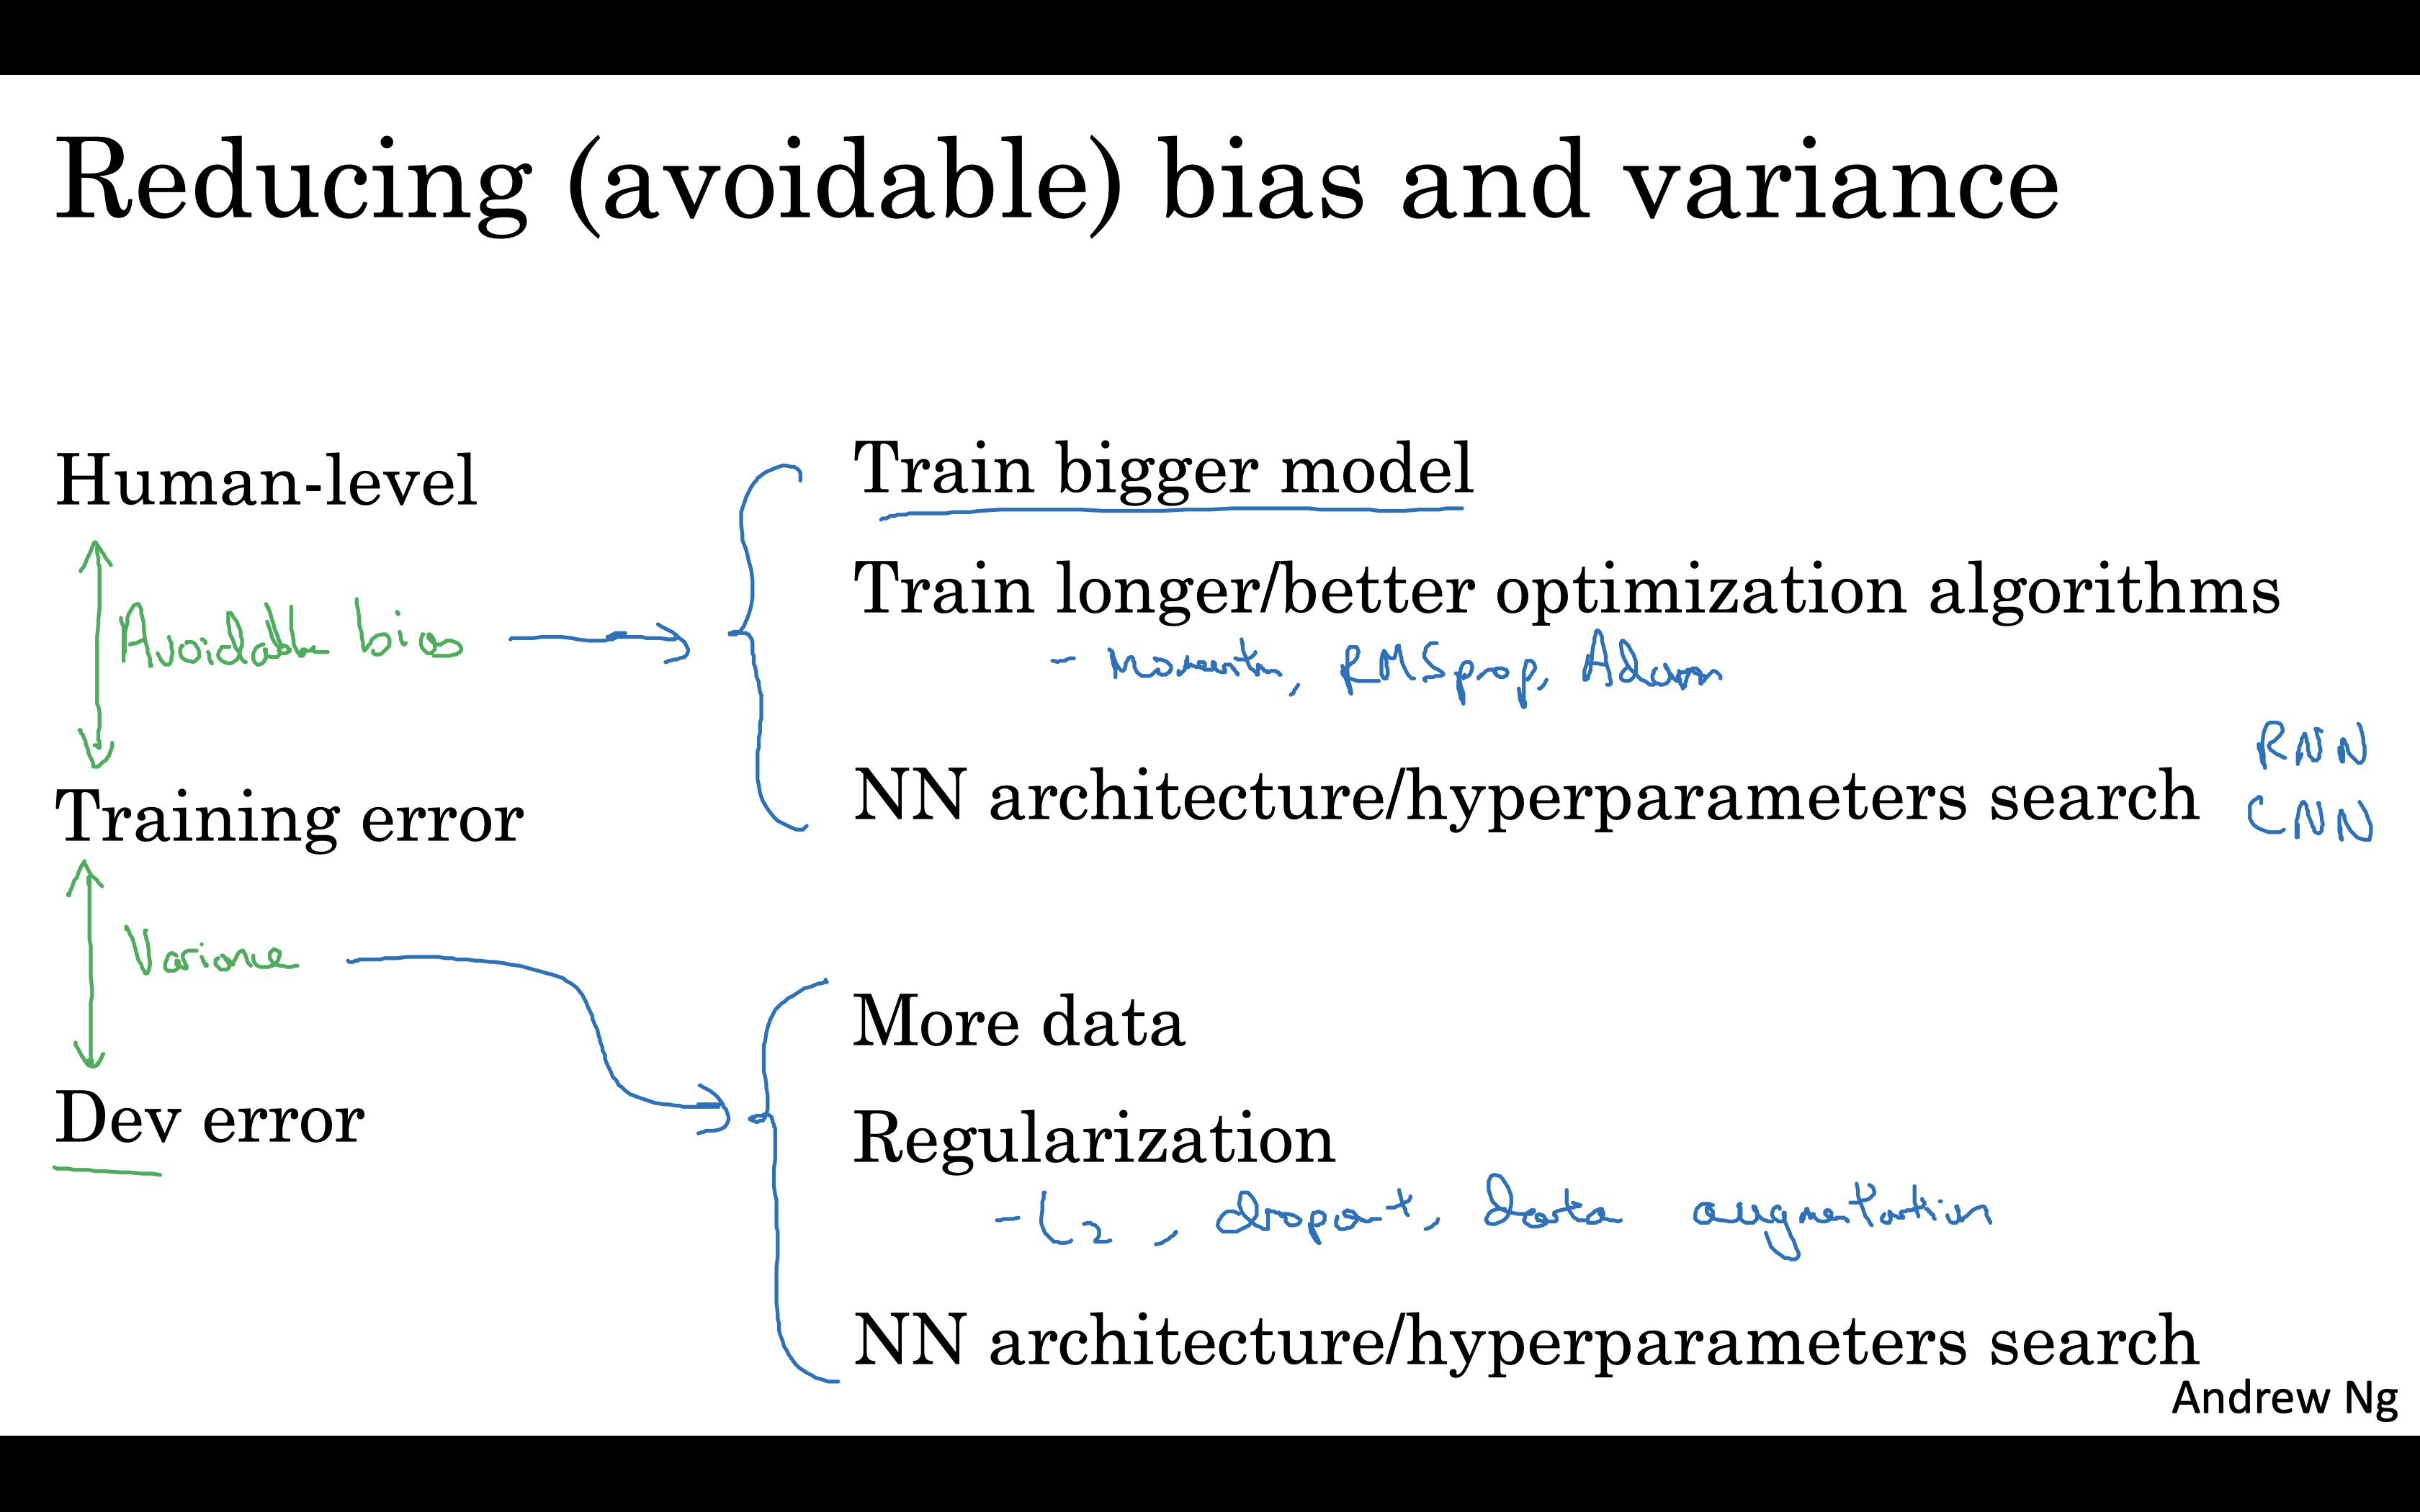 Reducing (avoidable) bias and variance
Human-level
Avoidable bias
Training error
Variance
Dev error
Train bigger model
Train longer/better optimization algorithms
- momentum, RMSprop, Adam
NN architecture/hyperparameters search
RNN
CNN
More data
Regularization
- L2, dropout, data augmentation
NN architecture/hyperparameters search
Andrew Ng